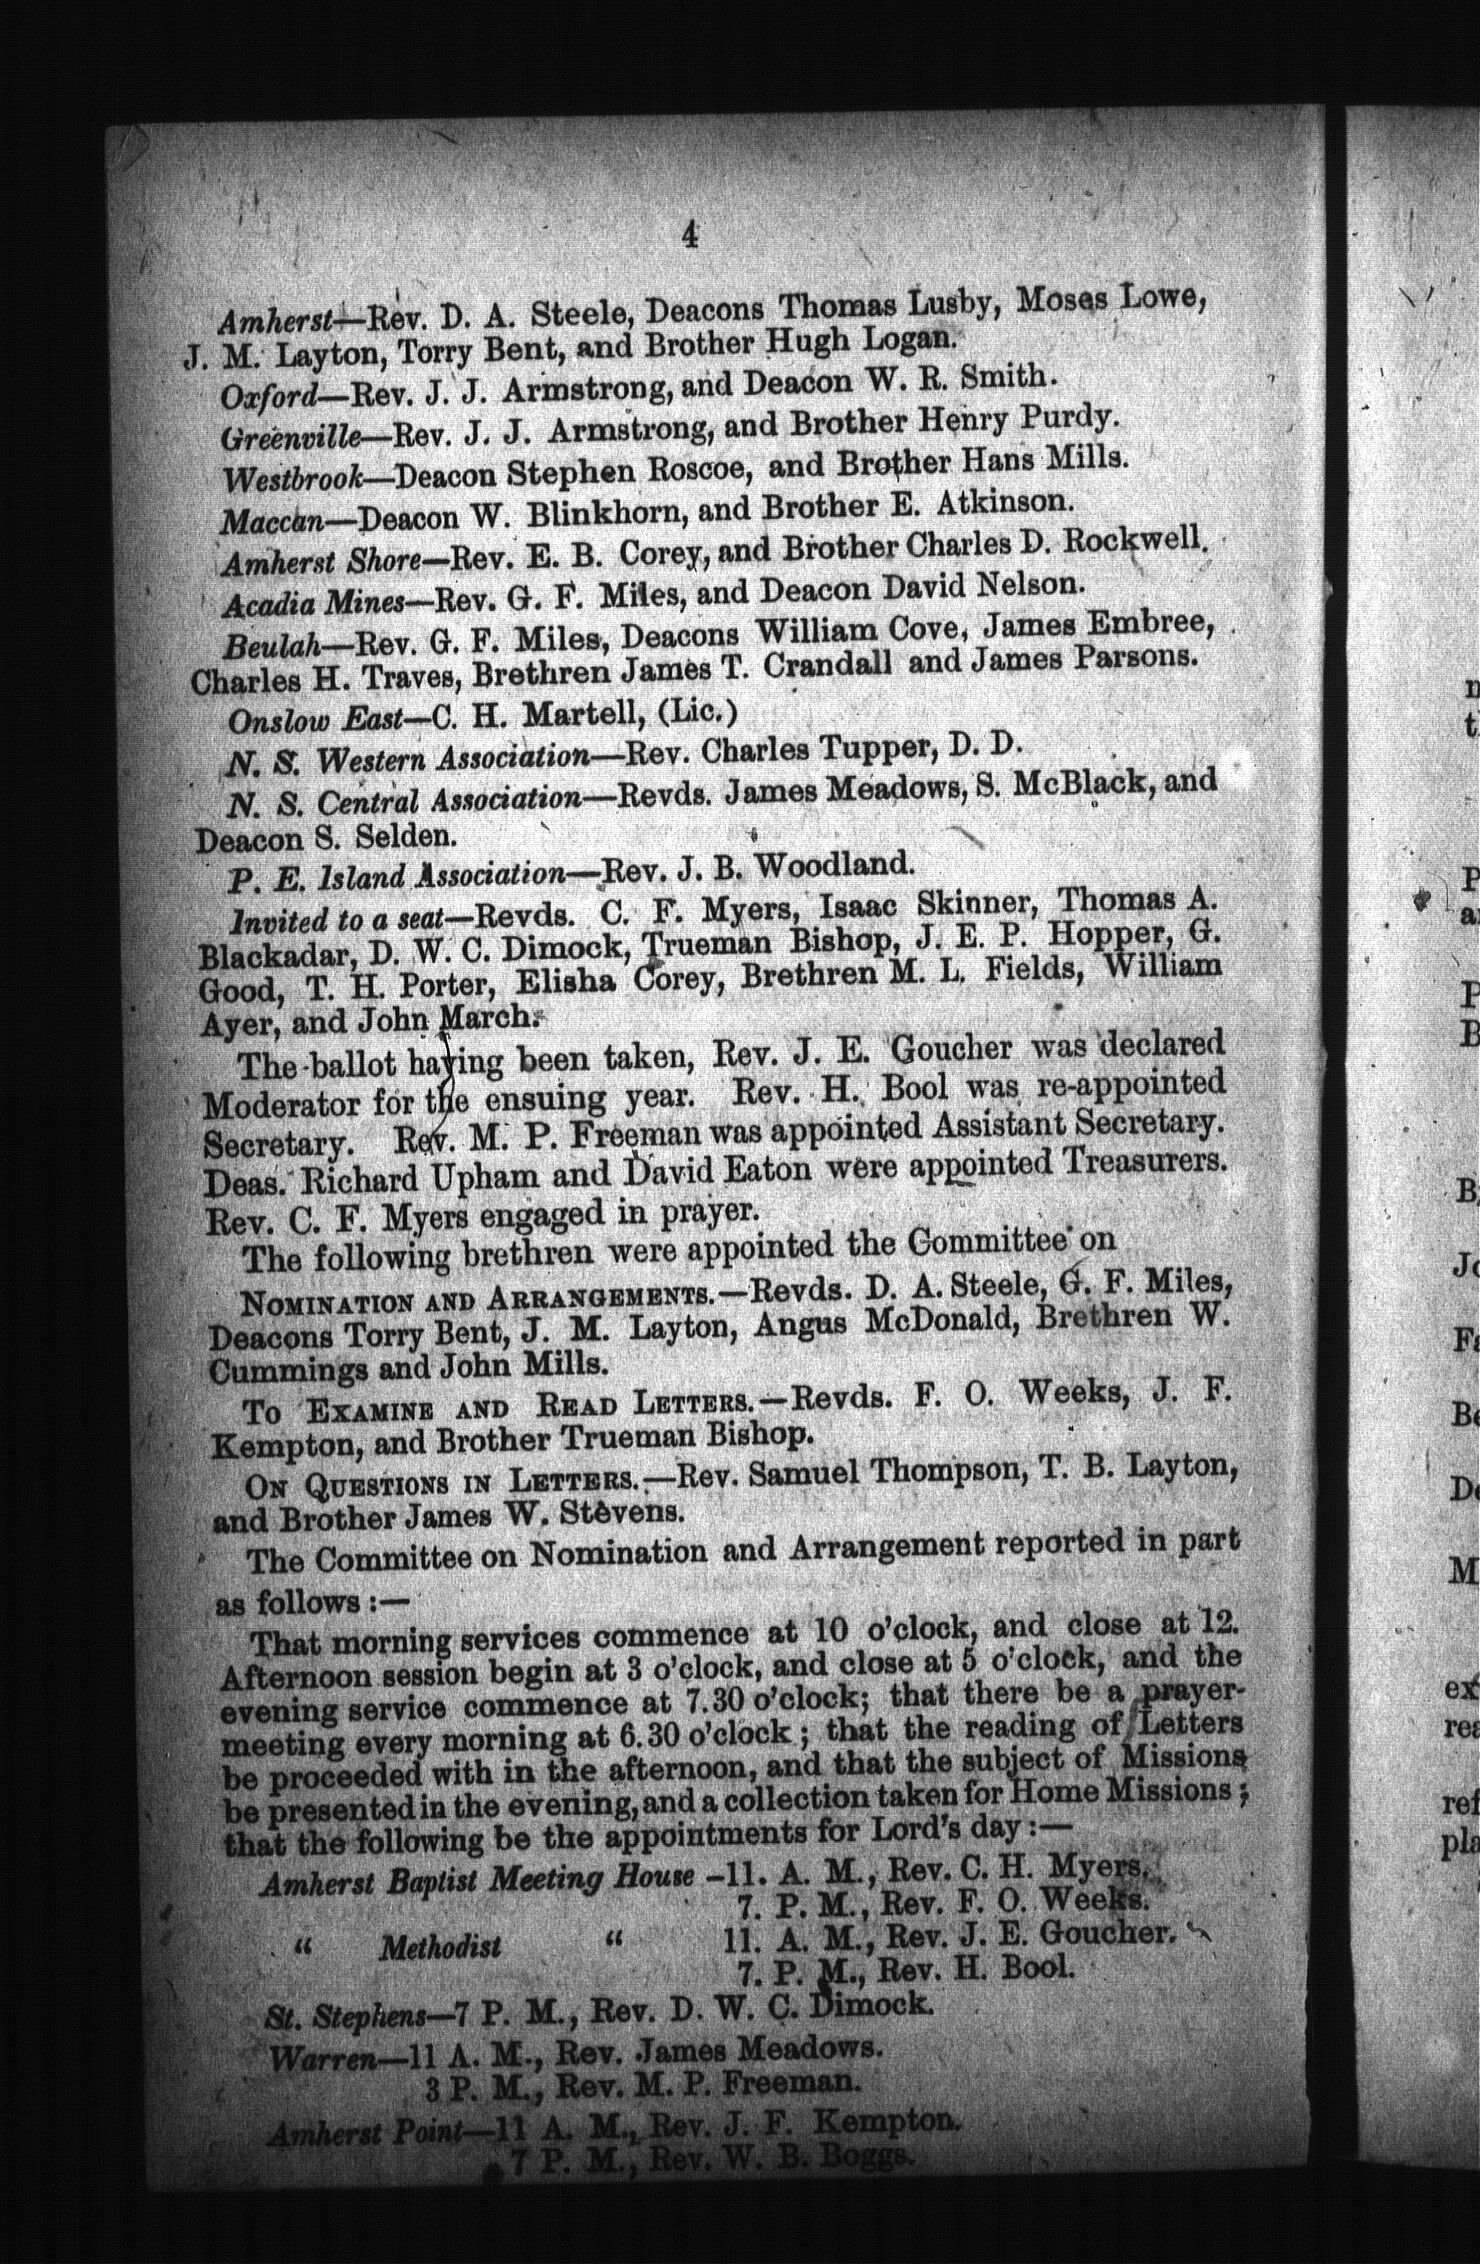 4
Amherst—Rev. D. A. Steele, Deacons Thomas Lusby, Moses Lowe,
J. M. Layton, Torry Bent, and Brother Hugh Logan.
Oxford—Rev. J. J. Armstrong, and Deacon W. R. Smith.
Greenville—Rev. J. J. Armstrong, and Brother Henry Purdy.
Westbrook—Deacon Stephen Roscoe, and Brother Hans Mills.
Maccan—Deacon W. Blinkhorn, and Brother E. Atkinson.
Amherst Shore—Rev. E. B. Corey, and Brother Charles D. Rockwell.
Acadia Mines—Rev. G. F. Miles, and Deacon David Nelson.
Beulah—Rev. G. F. Miles, Deacons William Cove, James Embree,
Charles H. Traves, Brethren James T. Crandall and James Parsons.
Onslow East—C. H. Martell, (Lic.)
N. S. Western Association—Rev. Charles Tupper, D. D.
N. S. Central Association—Revds. James Meadows, S. McBlack, and
Deacon S. Selden.
P. E. Island Association—Rev. J. B. Woodland.
Invited to a seat—Revds. C. F. Myers, Isaac Skinner, Thomas A.
Blackadar, D. W. C. Dimock, Trueman Bishop, J. E. P. Hopper, G.
Good, T. H. Porter, Elisha Corey, Brethren M. L. Fields, William
Ayer, and John March.
The ballot having been taken, Rev. J. E. Goucher was declared
Moderator for the ensuing year. Rev. H. Bool was re-appointed
Secretary. Rev. M. P. Freeman was appointed Assistant Secretary.
Deas. Richard Upham and David Eaton were appointed Treasurers.
Rev. C. F. Myers engaged in prayer.
The following brethren were appointed the Committee on
NOMINATION AND ARRANGEMENTS.—Revds. D. A. Steele, G. F. Miles,
Deacons Torry Bent, J. M. Layton, Angus McDonald, Brethren W.
Cummings and John Mills.
TO EXAMINE AND READ LETTERS.—Revds. F. O. Weeks, J. F.
Kempton, and Brother Trueman Bishop.
ON QUESTIONS IN LETTERS.—Rev. Samuel Thompson, T. B. Layton,
and Brother James W. Stevens.
The Committee on Nomination and Arrangement reported in part
as follows :—
That morning services commence at 10 o'clock, and close at 12.
Afternoon session begin at 3 o'clock, and close at 5 o'clock, and the
evening service commence at 7.30 o'clock; that there be a prayer-
meeting every morning at 6.30 o'clock ; that the reading of Letters
be proceeded with in the afternoon, and that the subject of Missions
be presented in the evening, and a collection taken for Home Missions ;
that the following be the appointments for Lord's day :—
Amherst Baptist Meeting House -11. A. M., Rev. C. H. Myers.
7. P. M., Rev. F. O. Weeks.
“ Methodist “ 11. A. M., Rev. J. E. Goucher.
7. P. M., Rev. H. Bool.
St. Stephens—7 P. M., Rev. D. W. C. Dimock.
Warren—11 A. M., Rev. James Meadows.
3 P. M., Rev. M. P. Freeman.
Amherst Point—11 A. M., Rev. J. F. Kempton.
7 P. M., Rev. W. B. Boggs.